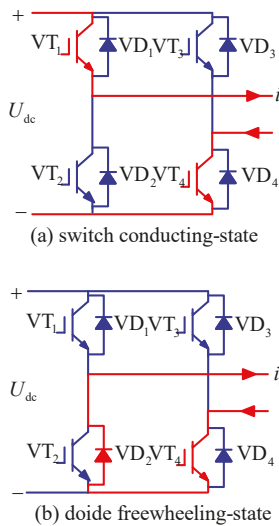 +
VT1 VD1 VT3 VD3
i
Udc
VT2 VD2 VT4 VD4
−
(a) switch conducting-state
+
VT1 VD1 VT3 VD3
i
Udc
VT2 VD2 VT4 VD4
−
(b) doide freewheeling-state